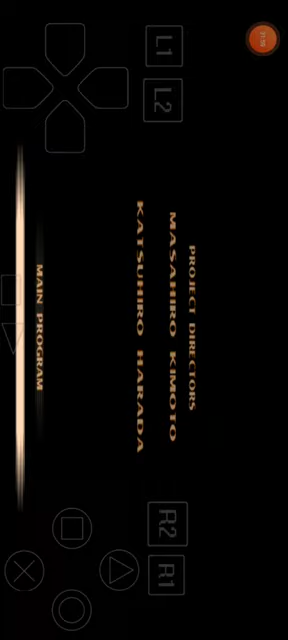 L1
L2
PROJECT DIRECTORS
MASAHIRO KIMOTO
KATSUHIRO HARADA
MAIN PROGRAM
R2
R1